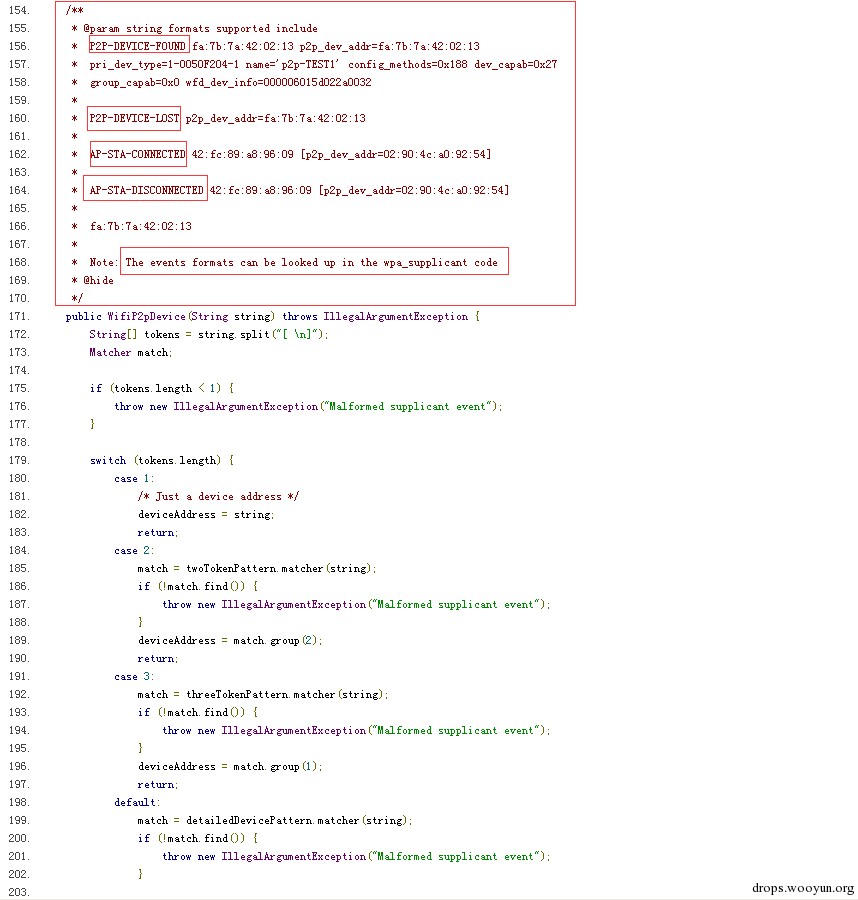 154. /**
155. * @param string formats supported include
156. * P2P-DEVICE-FOUND fa:7b:7a:42:02:13 p2p_dev_addr=fa:7b:7a:42:02:13
157. * pri_dev_type=1-0050F204-1 name='p2p-TEST1' config_methods=0x188 dev_capab=0x27
158. * group_capab=0x0 wfd_dev_info=000006015d022a0032
159. *
160. * P2P-DEVICE-LOST p2p_dev_addr=fa:7b:7a:42:02:13
161. *
162. * AP-STA-CONNECTED 42:fc:89:a8:96:09 [p2p_dev_addr=02:90:4c:a0:92:54]
163. *
164. * AP-STA-DISCONNECTED 42:fc:89:a8:96:09 [p2p_dev_addr=02:90:4c:a0:92:54]
165. *
166. * fa:7b:7a:42:02:13
167. *
168. * Note: The events formats can be looked up in the wpa_supplicant code
169. * @hide
170. */
171. public WifiP2pDevice(String string) throws IllegalArgumentException {
172. String[] tokens = string.split("[ \n]");
173. Matcher match;
174.
175. if (tokens.length < 1) {
176. throw new IllegalArgumentException("Malformed supplicant event");
177. }
178.
179. switch (tokens.length) {
180. case 1:
181. /* Just a device address */
182. deviceAddress = string;
183. return;
184. case 2:
185. match = twoTokenPattern.matcher(string);
186. if (!match.find()) {
187. throw new IllegalArgumentException("Malformed supplicant event");
188. }
189. deviceAddress = match.group(2);
190. return;
191. case 3:
192. match = threeTokenPattern.matcher(string);
193. if (!match.find()) {
194. throw new IllegalArgumentException("Malformed supplicant event");
195. }
196. deviceAddress = match.group(1);
197. return;
198. default:
199. match = detailedDevicePattern.matcher(string);
200. if (!match.find()) {
201. throw new IllegalArgumentException("Malformed supplicant event");
202. }
203.
drops.wooyun.org